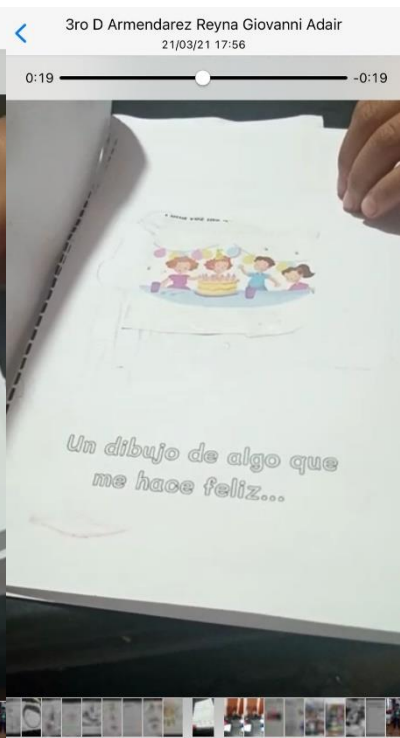 3ro D Armendarez Reyna Giovanni Adair
21/03/21 17:56
0:19
-0:19
Un dibujo de algo que
me hace feliz...